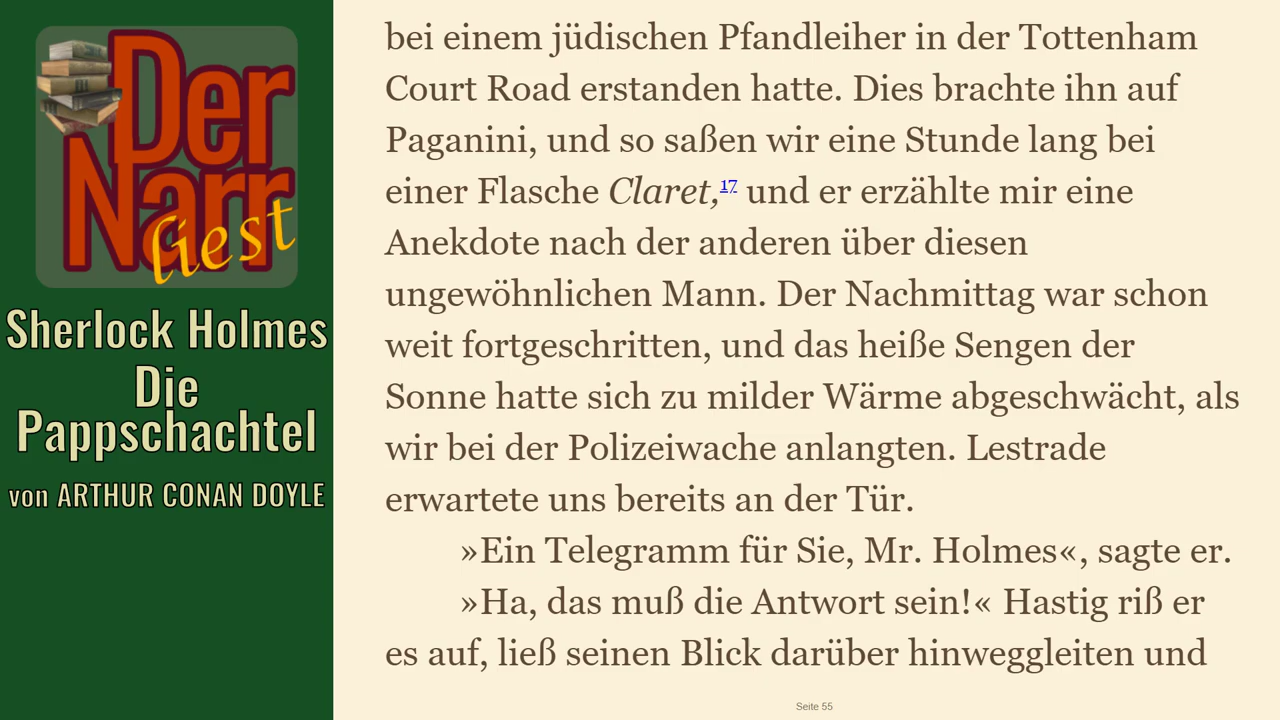 Der
Narr
liest
Sherlock Holmes
Die
Pappschachtel
von ARTHUR CONAN DOYLE
bei einem jüdischen Pfandleiher in der Tottenham
Court Road erstanden hatte. Dies brachte ihn auf
Paganini, und so saßen wir eine Stunde lang bei
einer Flasche Claret,17 und er erzählte mir eine
Anekdote nach der anderen über diesen
ungewöhnlichen Mann. Der Nachmittag war schon
weit fortgeschritten, und das heiße Sengen der
Sonne hatte sich zu milder Wärme abgeschwächt, als
wir bei der Polizeiwache anlangten. Lestrade
erwartete uns bereits an der Tür.
»Ein Telegramm für Sie, Mr. Holmes«, sagte er.
»Ha, das muß die Antwort sein!« Hastig riß er
es auf, ließ seinen Blick darüber hinweggleiten und
Seite 55